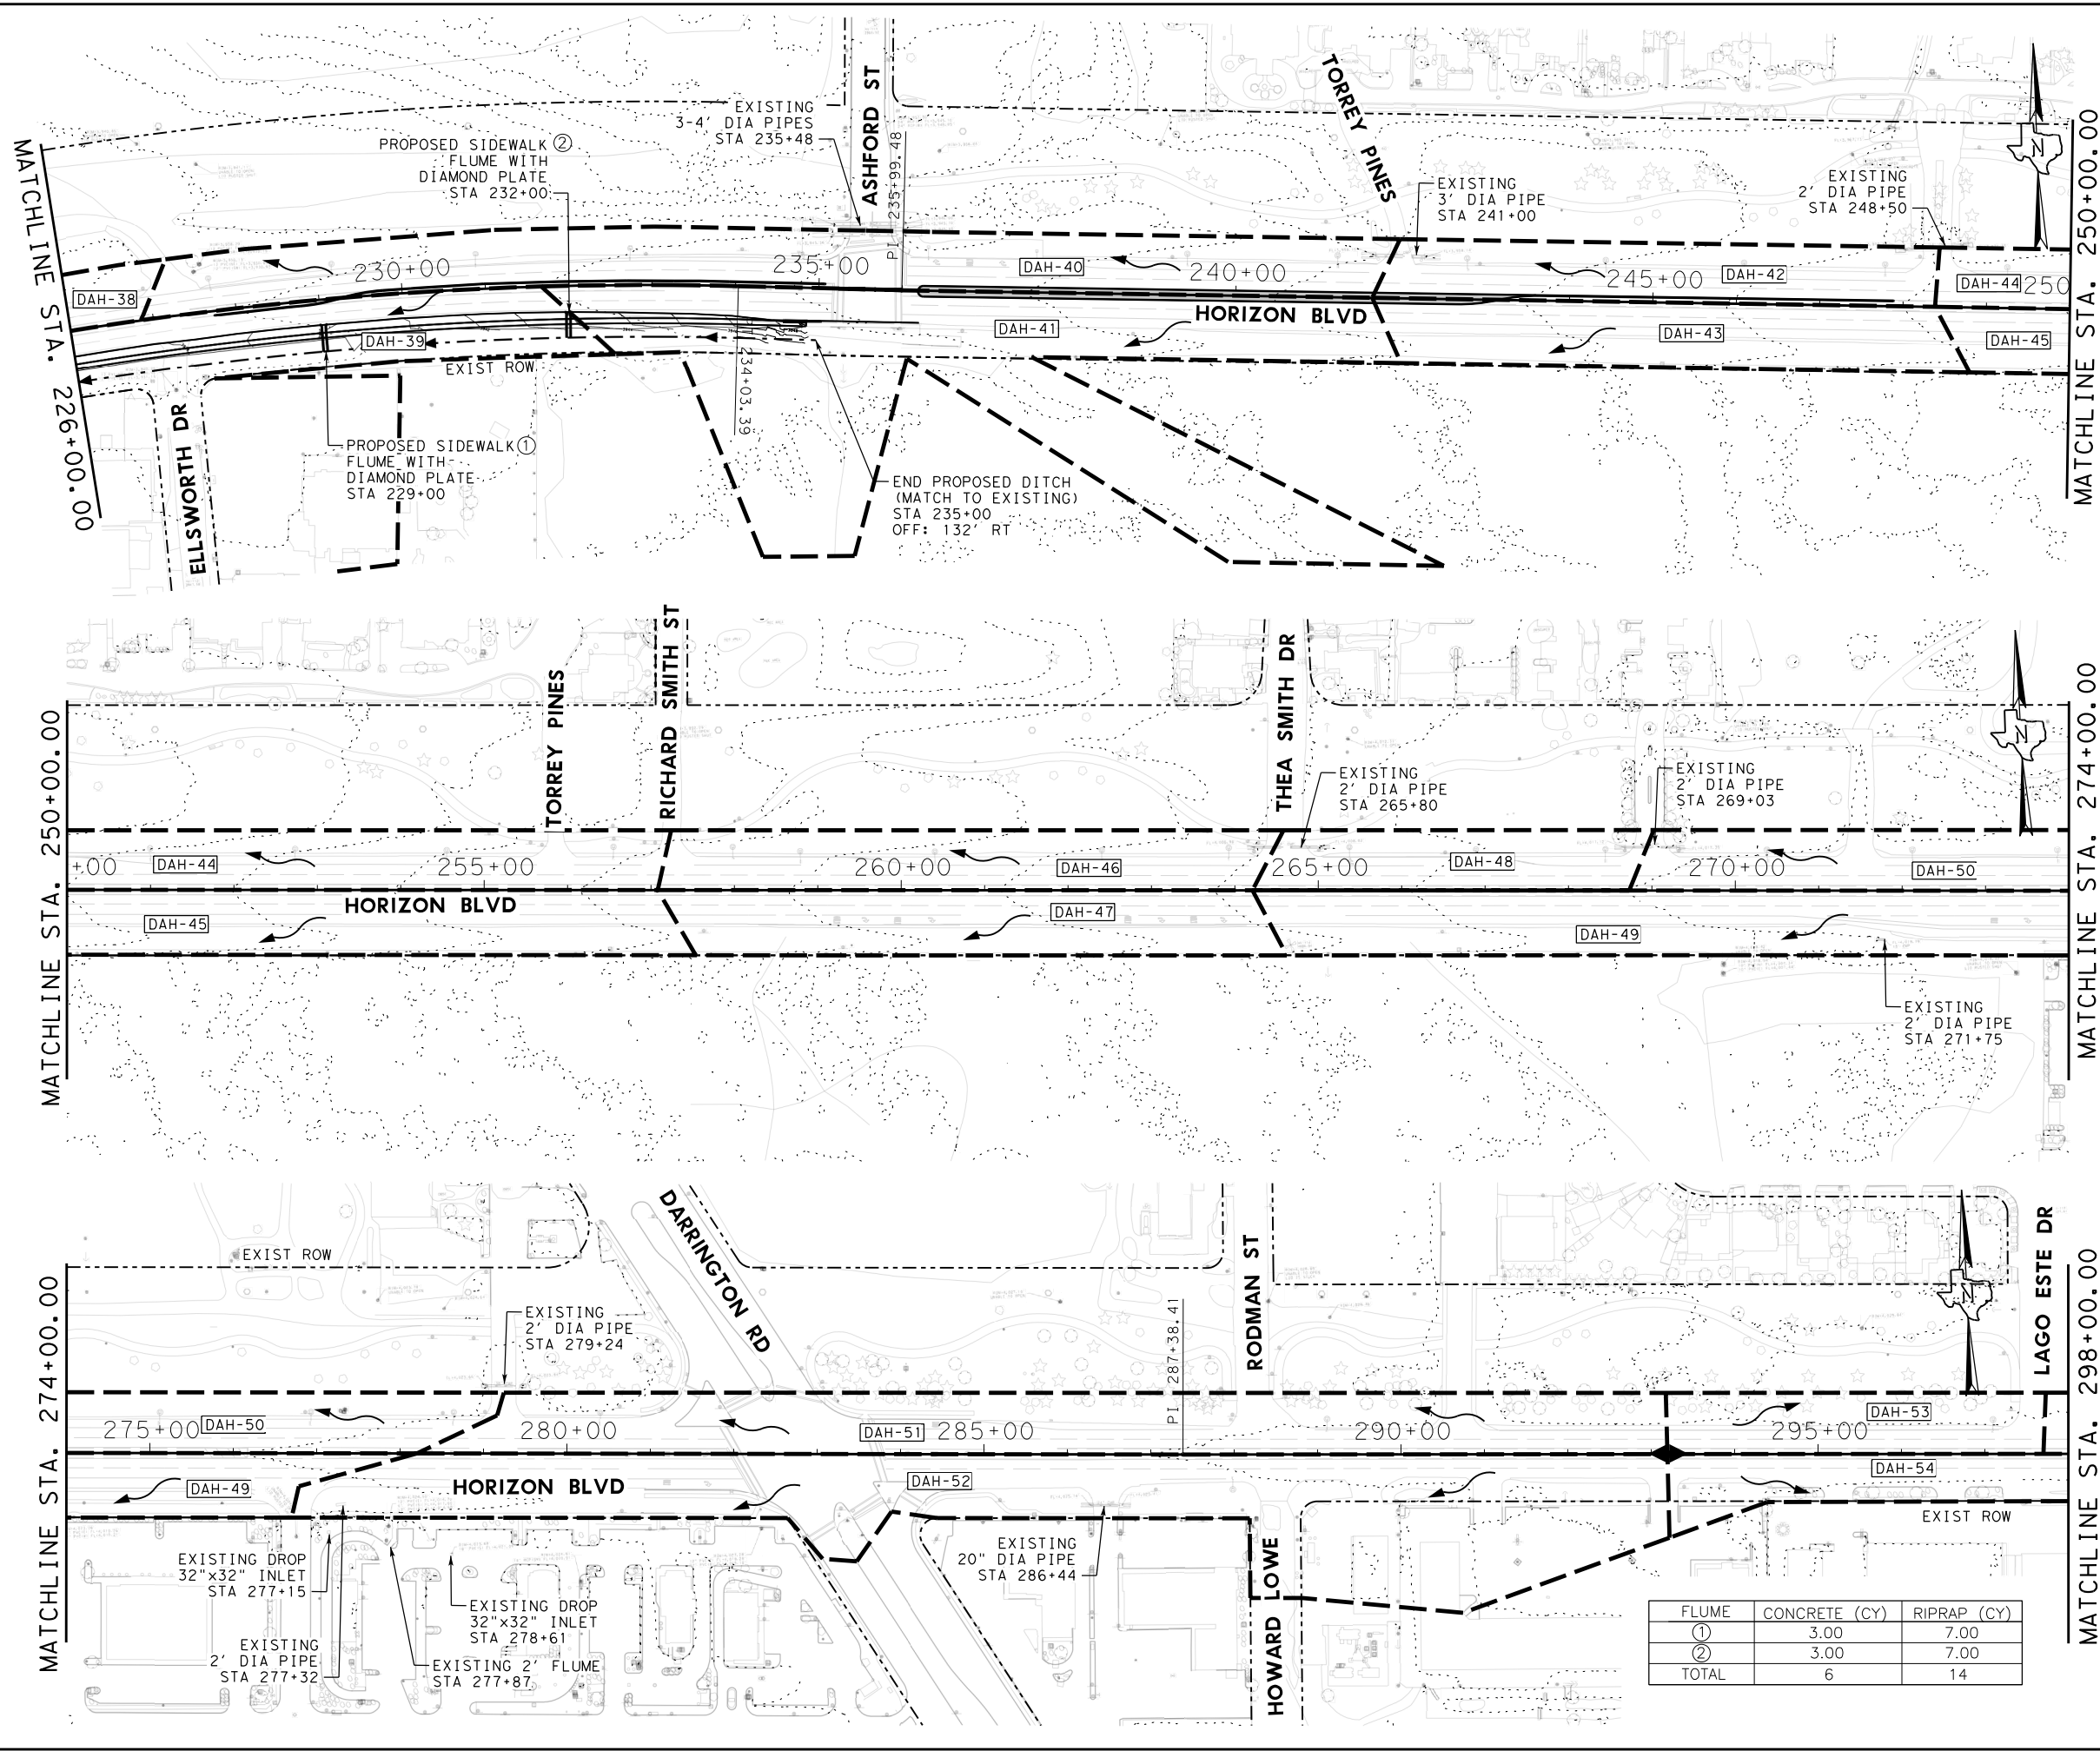 MATCHLINE STA. 226+00.00
PROPOSED SIDEWALK ②
FLUME WITH
DIAMOND PLATE
STA 232+00
EXISTING
3-4' DIA PIPES
STA 235+48
ASHFORD ST
PI 235+99.48
TORREY PINES
EXISTING
3' DIA PIPE
STA 241+00
EXISTING
2' DIA PIPE
STA 248+50
N
MATCHLINE STA. 250+00.00
DAH-38
230+00
235+00
DAH-40
240+00
245+00
DAH-42
DAH-44
250
DAH-39
DAH-41
HORIZON BLVD
DAH-43
DAH-45
EXIST ROW
234+03.39
ELLSWORTH DR
PROPOSED SIDEWALK ①
FLUME WITH
DIAMOND PLATE
STA 229+00
END PROPOSED DITCH
(MATCH TO EXISTING)
STA 235+00
OFF: 132' RT
MATCHLINE STA. 250+00.00
TORREY PINES
RICHARD SMITH ST
THEA SMITH DR
EXISTING
2' DIA PIPE
STA 265+80
EXISTING
2' DIA PIPE
STA 269+03
N
MATCHLINE STA. 274+00.00
+00
DAH-44
255+00
260+00
DAH-46
265+00
DAH-48
270+00
DAH-50
DAH-45
HORIZON BLVD
DAH-47
DAH-49
EXISTING
2' DIA PIPE
STA 271+75
MATCHLINE STA. 274+00.00
EXIST ROW
EXISTING
2' DIA PIPE
STA 279+24
DARRINGTON RD
PI 287+38.41
RODMAN ST
N
LAGO ESTE DR
MATCHLINE STA. 298+00.00
275+00
DAH-50
280+00
DAH-51
285+00
290+00
295+00
DAH-53
DAH-49
HORIZON BLVD
DAH-52
DAH-54
EXIST ROW
EXISTING DROP
32"x32" INLET
STA 277+15
EXISTING
2' DIA PIPE
STA 277+32
EXISTING DROP
32"x32" INLET
STA 278+61
EXISTING 2' FLUME
STA 277+87
EXISTING
20" DIA PIPE
STA 286+44
HOWARD LOWE
FLUME CONCRETE (CY) RIPRAP (CY)
① 3.00 7.00
② 3.00 7.00
TOTAL 6 14